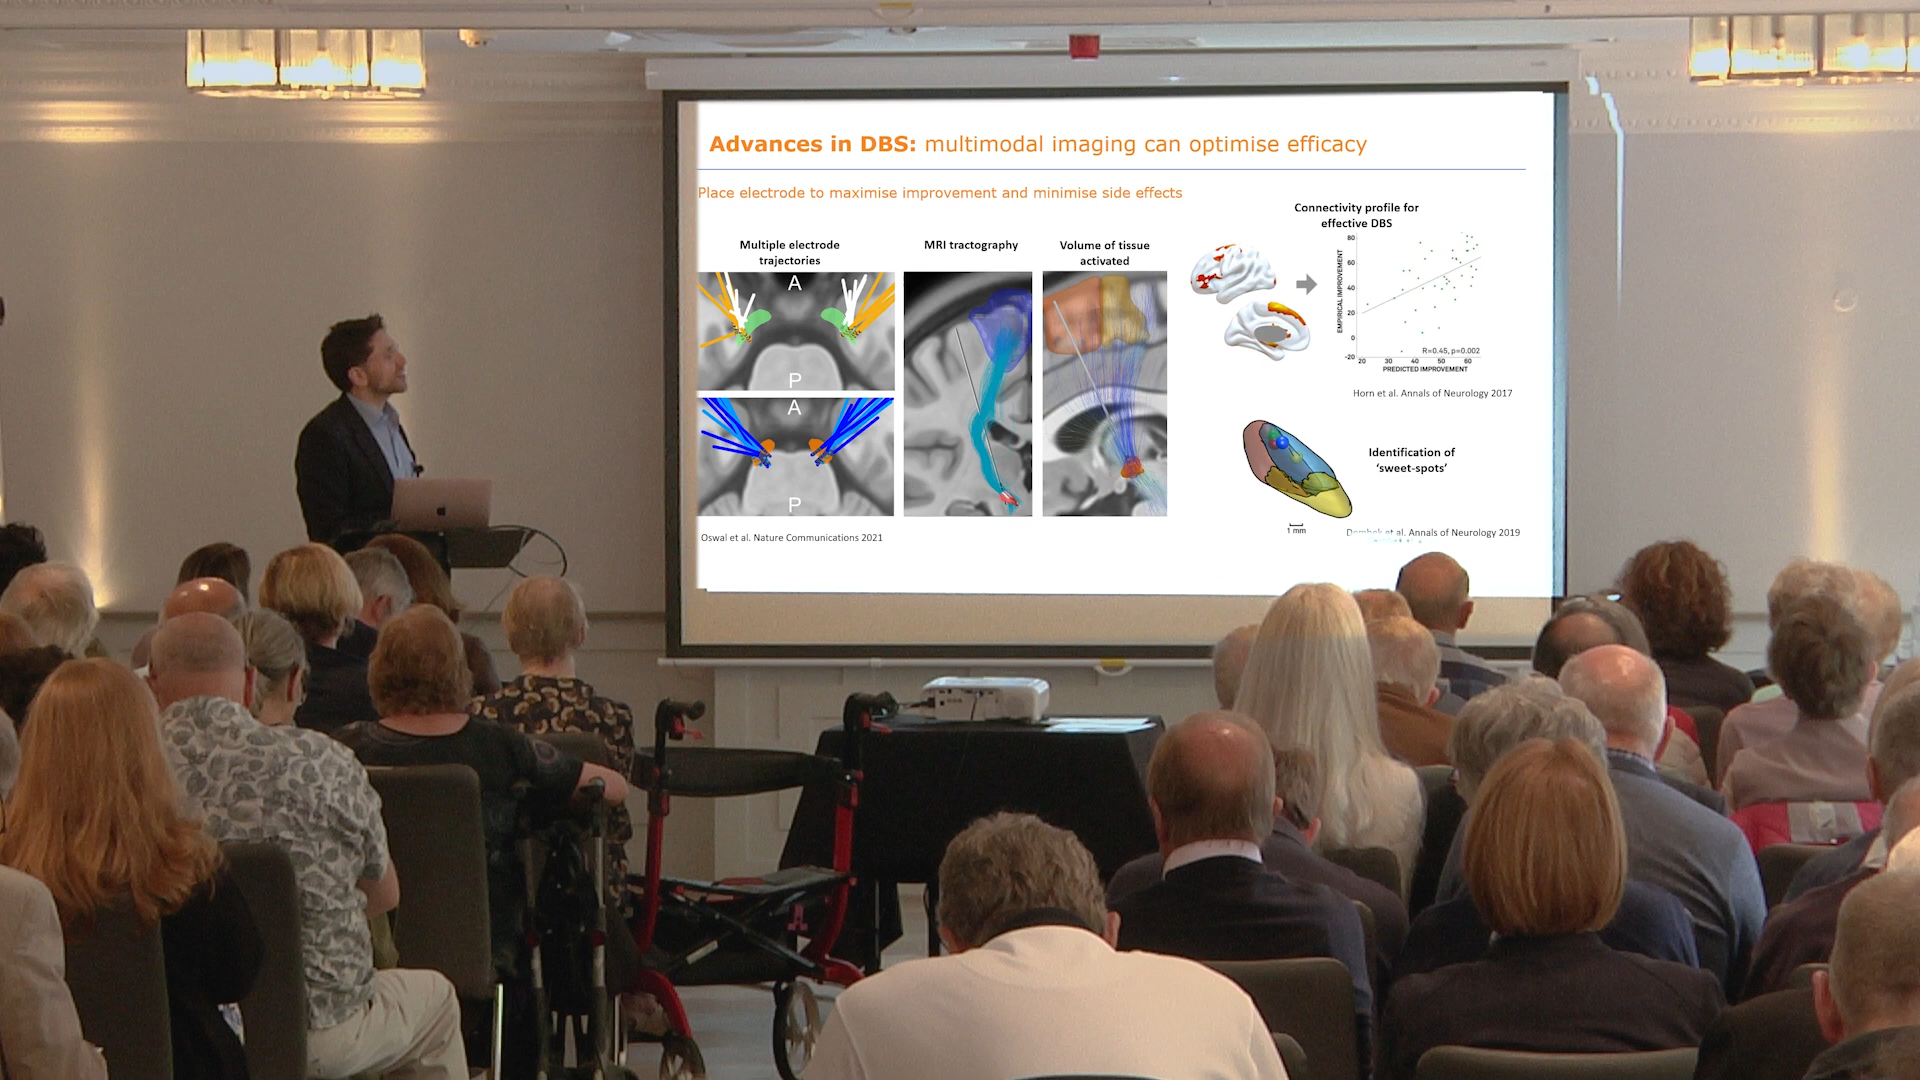 Advances in DBS: multimodal imaging can optimise efficacy
Place electrode to maximise improvement and minimise side effects
Multiple electrode
trajectories
A
P
A
P
Oswal et al. Nature Communications 2021
MRI tractography
Volume of tissue
activated
Connectivity profile for
effective DBS
EMPIRICAL IMPROVEMENT
80
60
40
20
0
-20
20 30 40 50 60
R=0.45, p=0.002
PREDICTED IMPROVEMENT
Horn et al. Annals of Neurology 2017
Identification of
‘sweet-spots’
1 mm
et al. Annals of Neurology 2019